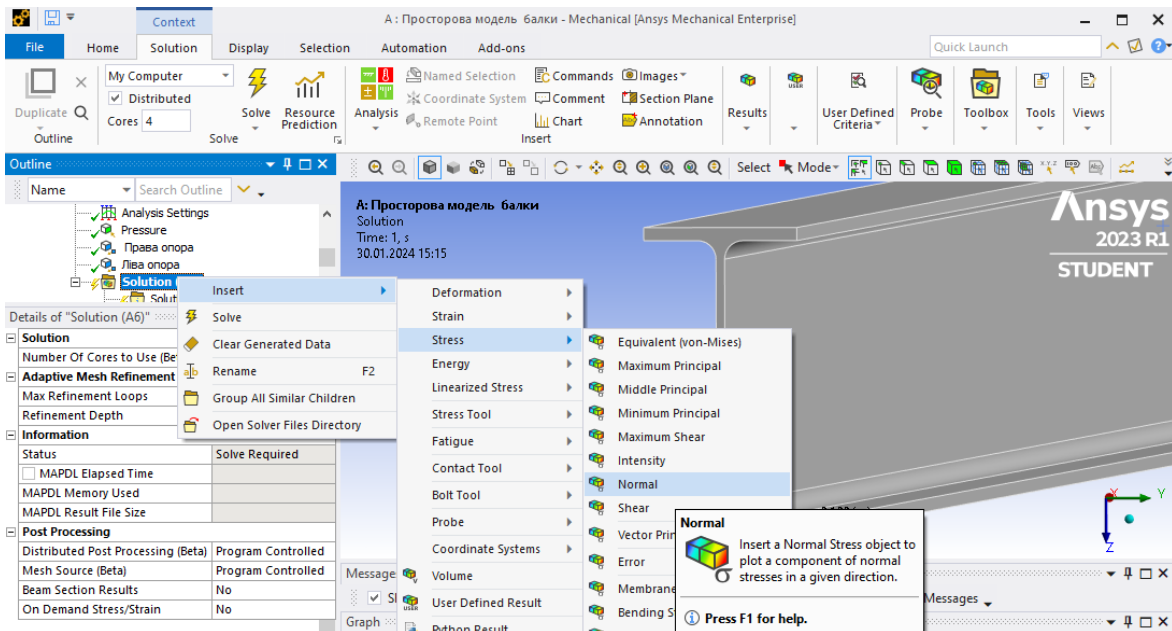 Context
A : Просторова модель балки - Mechanical [Ansys Mechanical Enterprise]
File Home Solution Display Selection Automation Add-ons Quick Launch
Duplicate
Outline
My Computer
Distributed
Cores 4
Solve
Resource Prediction
Solve
Analysis
Named Selection
Coordinate System
Remote Point
Commands
Comment
Chart
Images
Section Plane
Annotation
Insert
Results
User Defined Criteria
Probe
Toolbox
Tools
Views
Outline
Name Search Outline
Select Mode
Analysis Settings
Pressure
Права опора
Ліва опора
Solution (
Solut
A: Просторова модель балки
Solution
Time: 1, s
30.01.2024 15:15
Ansys
2023 R1
STUDENT
Details of "Solution (A6)"
Solution
Number Of Cores to Use (Be
Adaptive Mesh Refinement
Max Refinement Loops
Refinement Depth
Information
Status Solve Required
MAPDL Elapsed Time
MAPDL Memory Used
MAPDL Result File Size
Post Processing
Distributed Post Processing (Beta) Program Controlled
Mesh Source (Beta) Program Controlled
Beam Section Results No
On Demand Stress/Strain No
Insert
Solve
Clear Generated Data
Rename F2
Group All Similar Children
Open Solver Files Directory
Deformation
Strain
Stress
Energy
Linearized Stress
Stress Tool
Fatigue
Contact Tool
Bolt Tool
Probe
Coordinate Systems
Volume
User Defined Result
Python Result
Equivalent (von-Mises)
Maximum Principal
Middle Principal
Minimum Principal
Maximum Shear
Intensity
Normal
Shear
Vector Prin
Error
Membrane
Bending S
Normal
Insert a Normal Stress object to
plot a component of normal
stresses in a given direction.
Press F1 for help.
X
Y
Z
Message
Messages
Graph